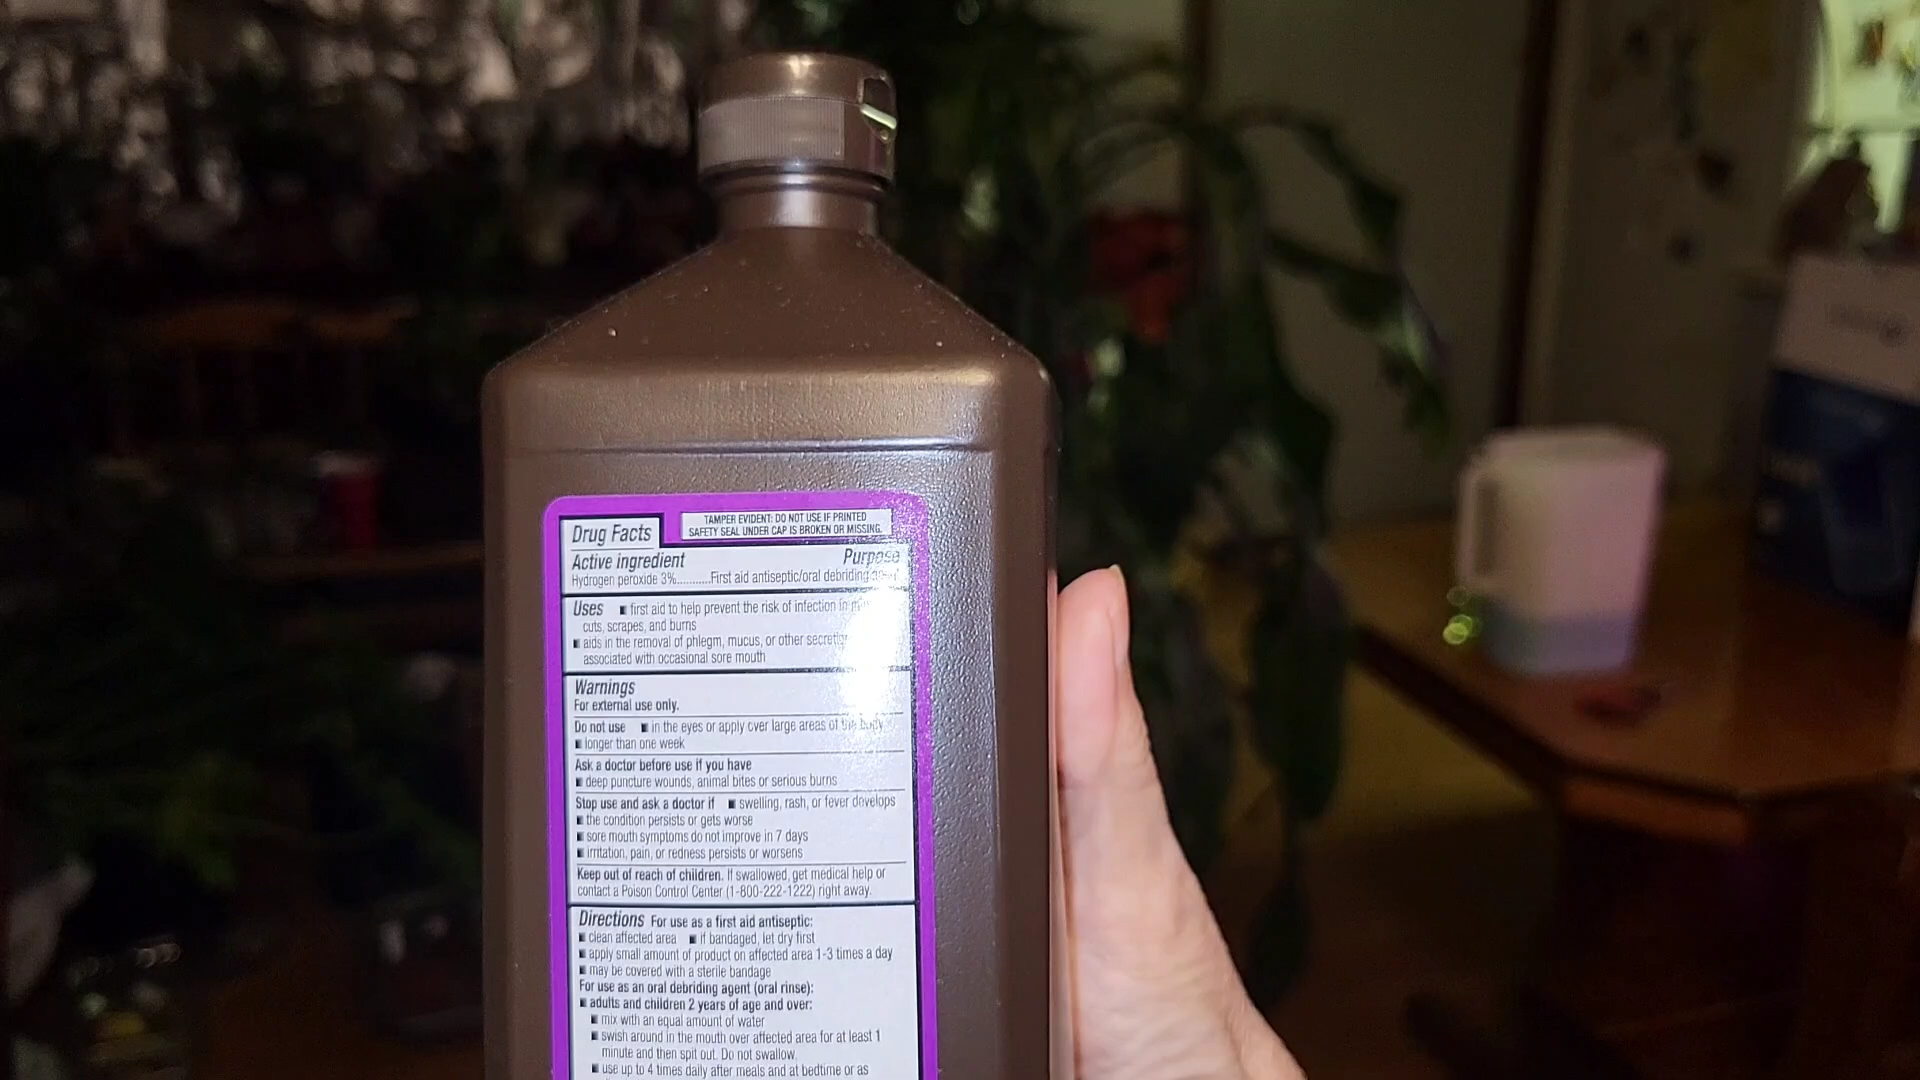 Drug Facts
TAMPER EVIDENT: DO NOT USE IF PRINTED
SAFETY SEAL UNDER CAP IS BROKEN OR MISSING.
Active ingredient Purpose
Hydrogen peroxide 3%...........First aid antiseptic/oral debriding
Uses ■ first aid to help prevent the risk of infection in
cuts, scrapes, and burns
■ aids in the removal of phlegm, mucus, or other
associated with occasional sore mouth
Warnings
For external use only.
Do not use ■ in the eyes or apply over large areas of the body
■ longer than one week
Ask a doctor before use if you have
■ deep puncture wounds, animal bites or serious burns
Stop use and ask a doctor if ■ swelling, rash, or fever develops
■ the condition persists or gets worse
■ sore mouth symptoms do not improve in 7 days
■ irritation, pain, or redness persists or worsens
Keep out of reach of children. If swallowed, get medical help or
contact a Poison Control Center (1-800-222-1222) right away.
Directions For use as a first aid antiseptic:
■ clean affected area ■ if bandaged, let dry first
■ apply small amount of product on affected area 1-3 times a day
■ may be covered with a sterile bandage
For use as an oral debriding agent (oral rinse):
■ adults and children 2 years of age and over:
■ mix with an equal amount of water
■ swish around in the mouth over affected area for at least 1
minute and then spit out. Do not swallow.
■ use up to 4 times daily after meals and at bedtime or as